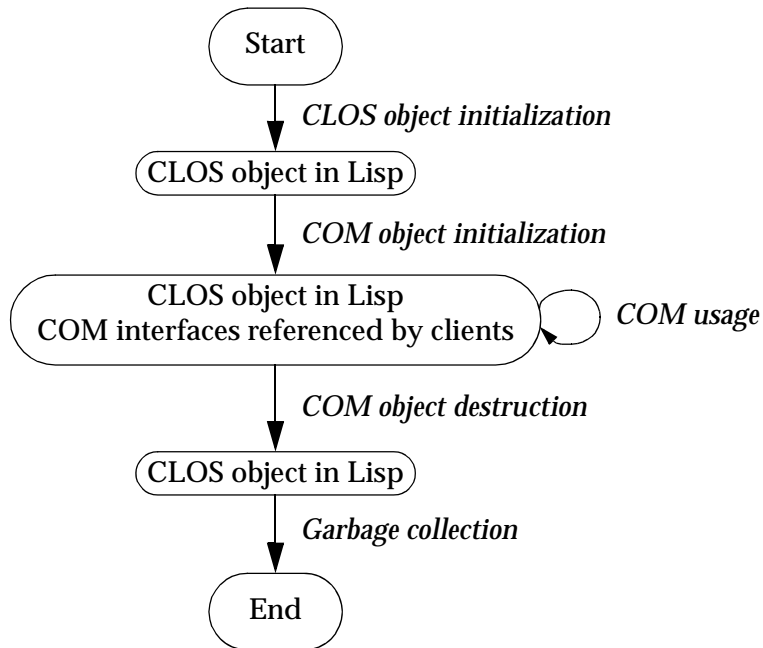 Start
CLOS object initialization
CLOS object in Lisp
COM object initialization
CLOS object in Lisp
COM interfaces referenced by clients
COM usage
COM object destruction
CLOS object in Lisp
Garbage collection
End